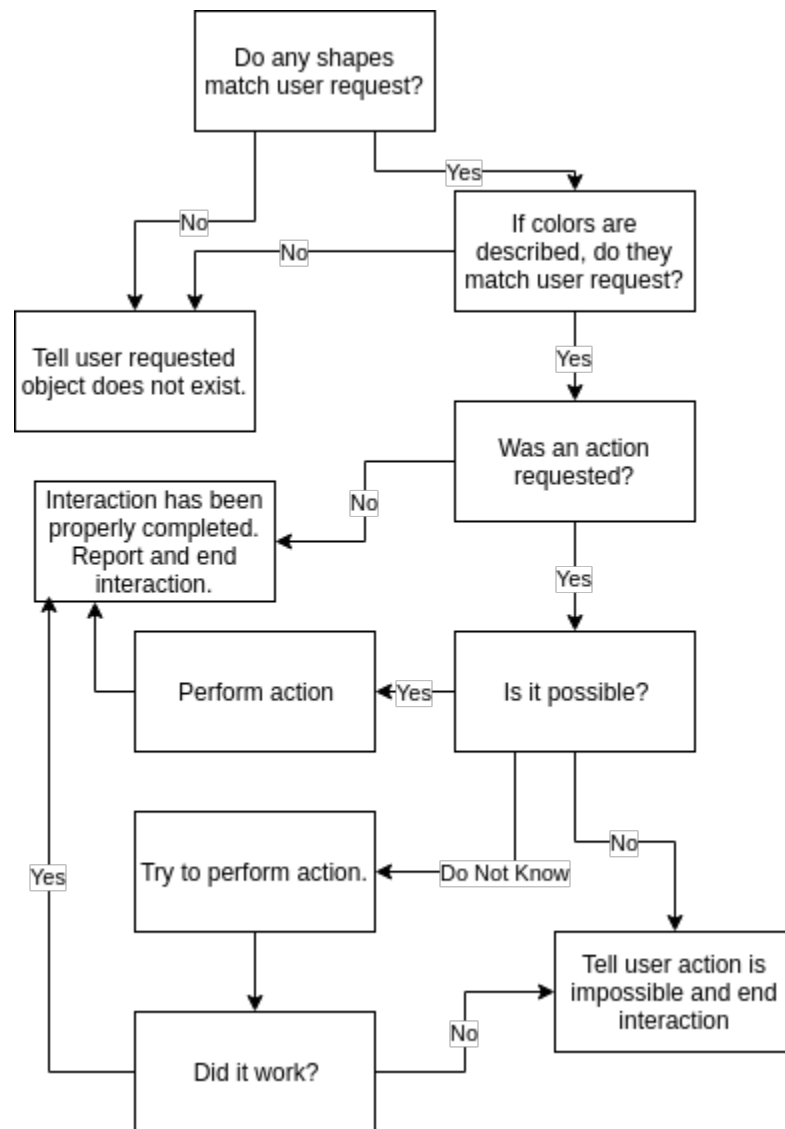 Do any shapes
match user request?
Yes
No
If colors are
described, do they
match user request?
No
Tell user requested
object does not exist.
Yes
Was an action
requested?
No
Interaction has been
properly completed.
Report and end
interaction.
Yes
Perform action
Yes
Is it possible?
No
Try to perform action.
Do Not Know
Yes
Tell user action is
impossible and end
interaction
No
Did it work?